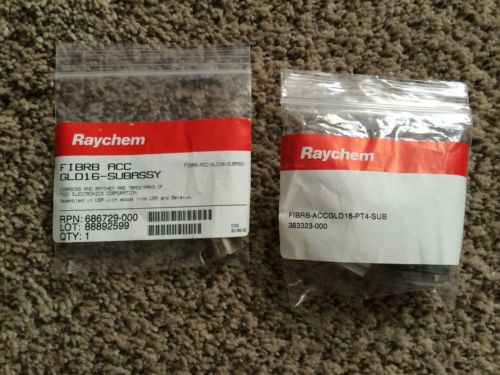 Raychem
FIBRB ACC
GLD16-SUBASSY
FIBRB-ACC-GLD16-SUBASSY
FIBROSEG AND RAYCHEM ARE TRADEMARKS OF
TYCO ELECTRONICS CORPORATION.
Assembled in USA with goods from USA and Belgium.
RPN: 686729-000
LOT: 88892599
QTY: 1
CODE
Raychem
FIBRB-ACCGLD16-PT4-SUB
383323-000